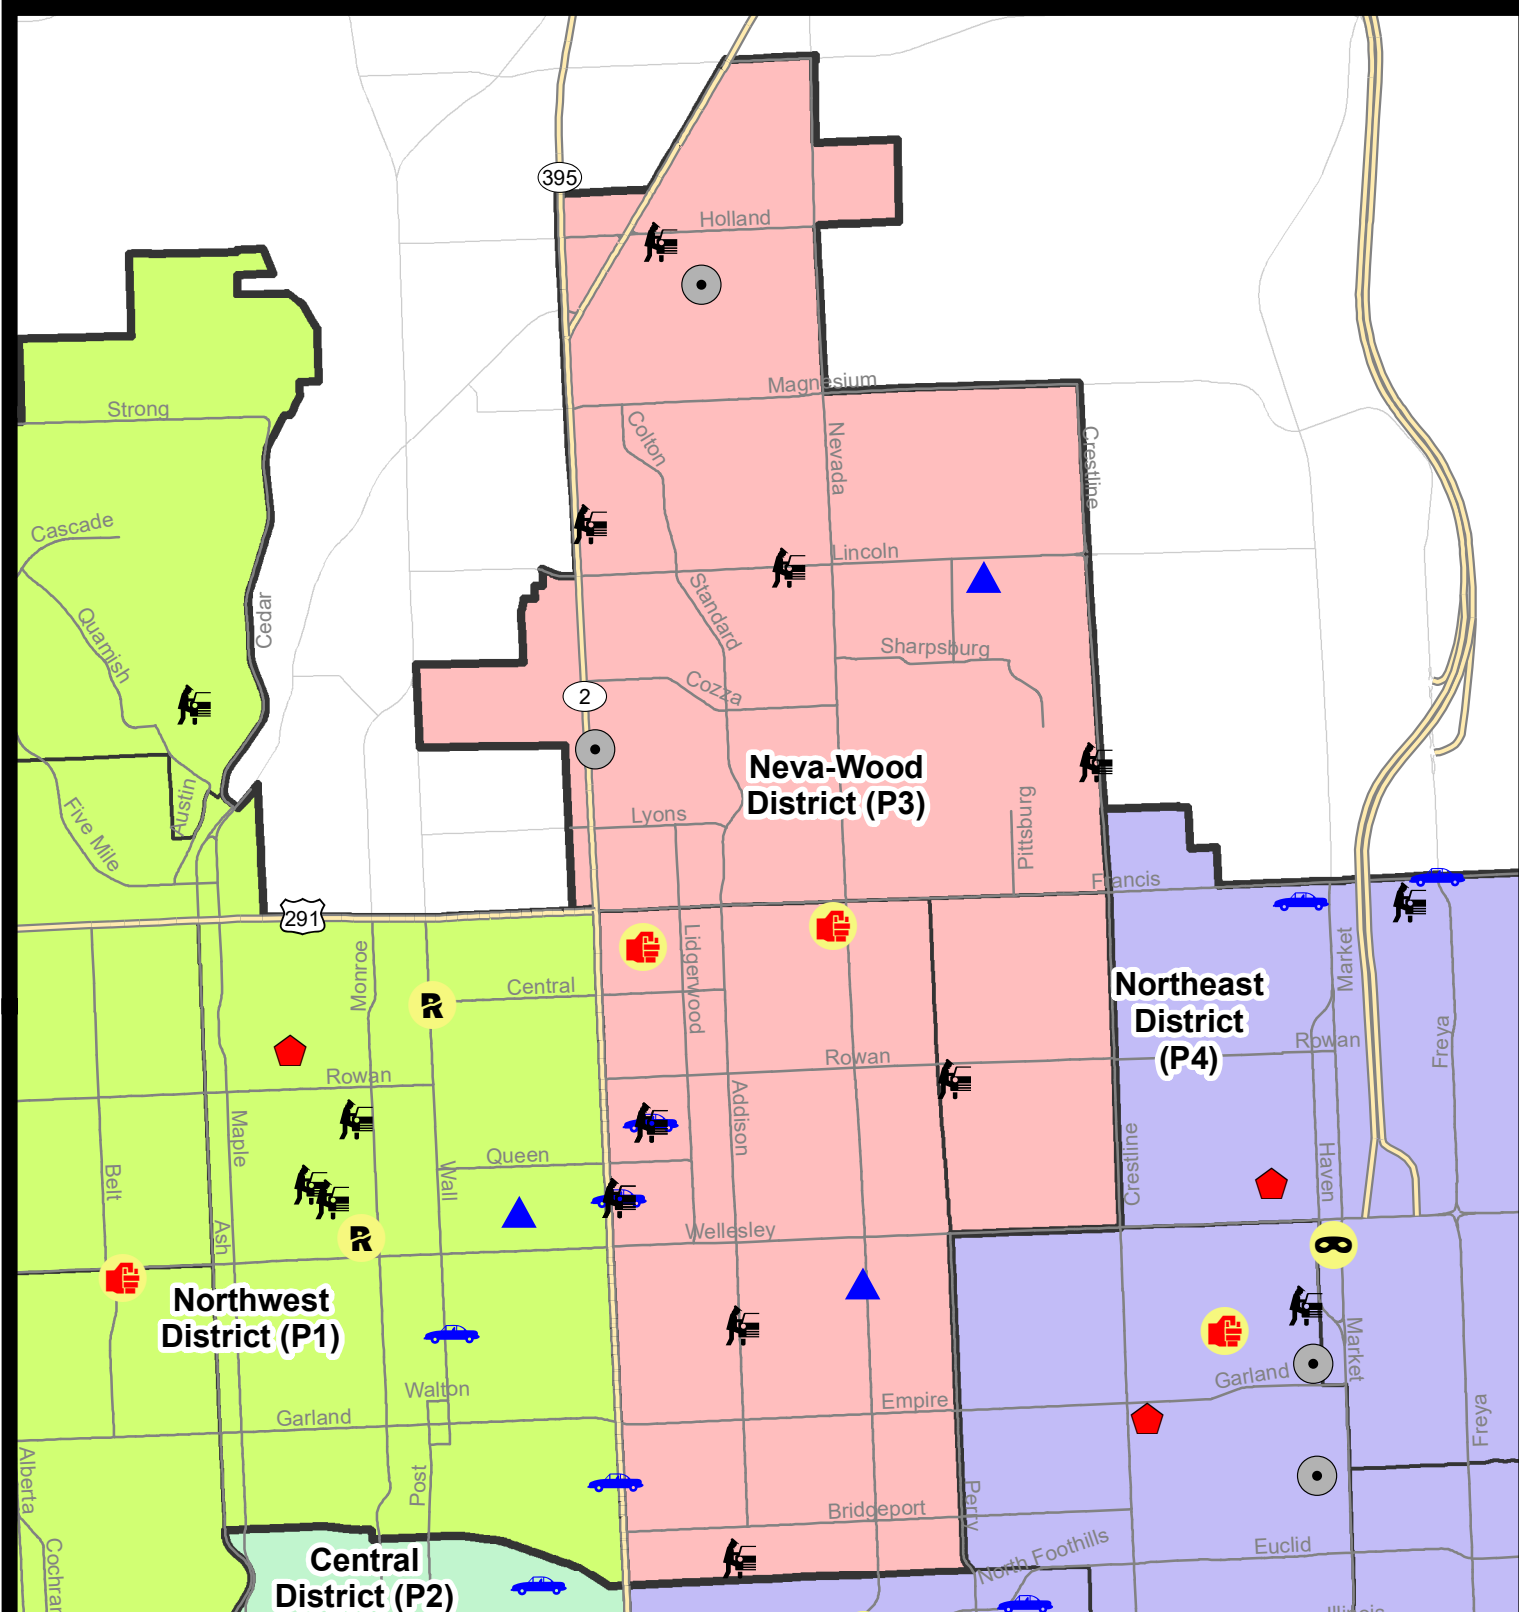 395
Holland
Magnesium
Strong
Colton
Nevada
Crestline
Cascade
Lincoln
Standard
Cedar
Quamish
Sharpsburg
Cozza
2
Neva-Wood
District (P3)
Austin
Five Mile
Lyons
Pittsburg
Francis
291
Monroe
Lidgerwood
Central
Market
Northeast
District
(P4)
Freya
R
Rowan
Rowan
Rowan
Maple
Addison
Belt
Wall
Queen
Crestline
Haven
Ash
Wellesley
R
Northwest
District (P1)
Market
Garland
Walton
Empire
Garland
Freya
Alberta
Post
Perry
Bridgeport
North Foothills
Euclid
Cochran
Central
District (P2)